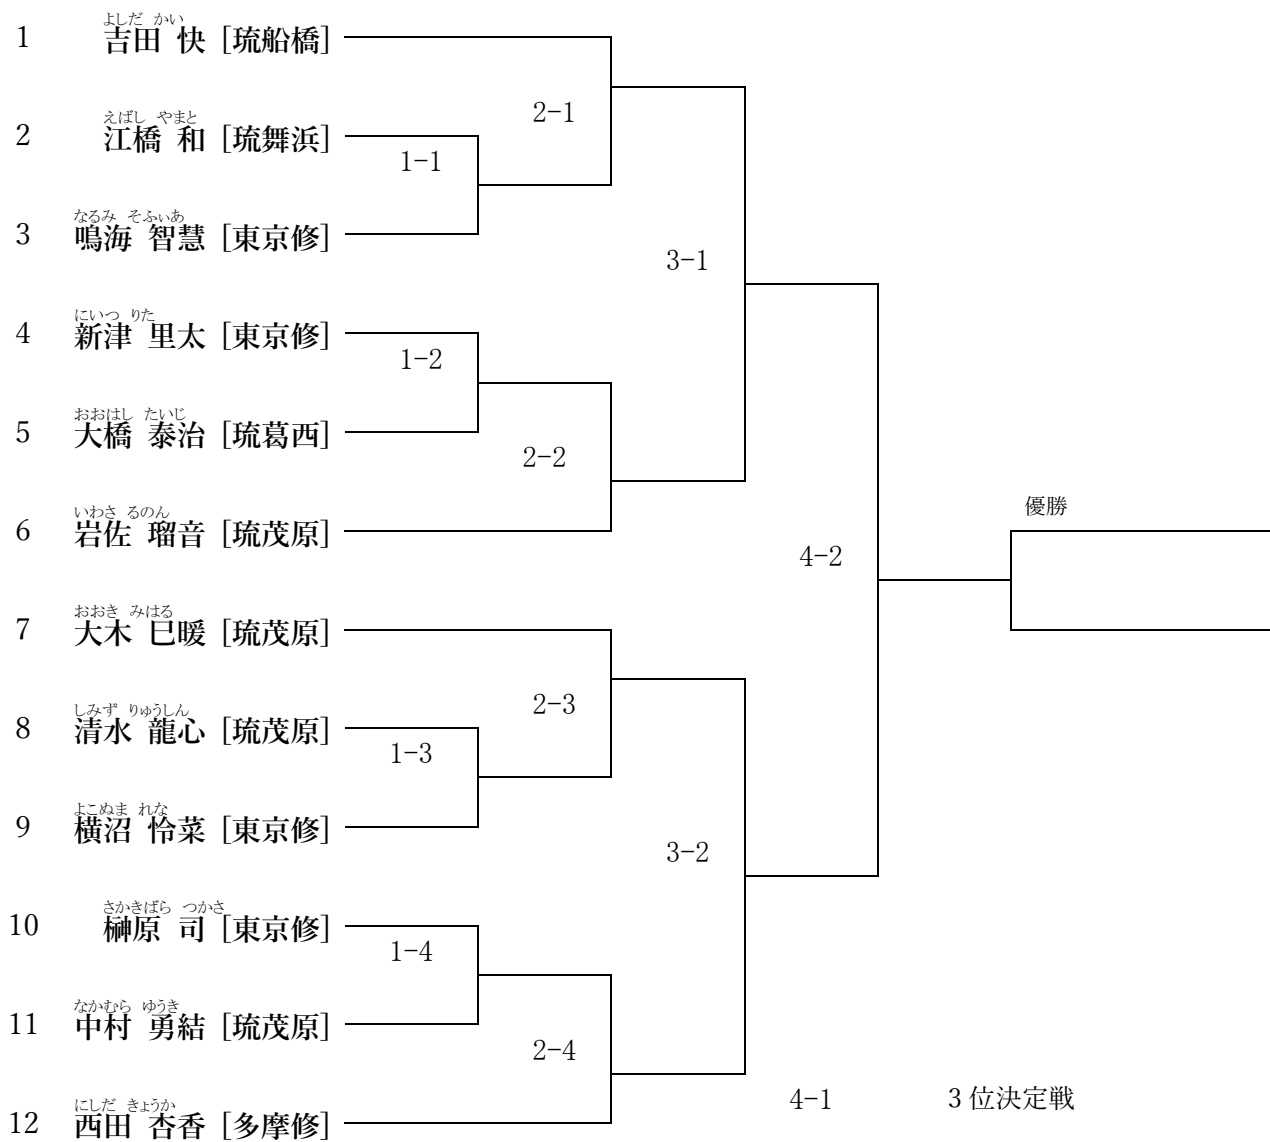 よしだ かい
1 吉田 快 [琉船橋]
2-1
えばし やまと
2 江橋 和 [琉舞浜]
1-1
なるみ そふぃあ
3 鳴海 智慧 [東京修]
3-1
にいつ りた
4 新津 里太 [東京修]
1-2
おおはし たいじ
5 大橋 泰治 [琉葛西]
2-2
いわさ るのん
6 岩佐 瑠音 [琉茂原]
優勝
4-2
おおき みはる
7 大木 巳暖 [琉茂原]
2-3
しみず りゅうしん
8 清水 龍心 [琉茂原]
1-3
よこぬま れな
9 横沼 怜菜 [東京修]
3-2
さかきばら つかさ
10 榊原 司 [東京修]
1-4
なかむら ゆうき
11 中村 勇結 [琉茂原]
2-4
にしだ きょうか
12 西田 杏香 [多摩修]
4-1 3位決定戦